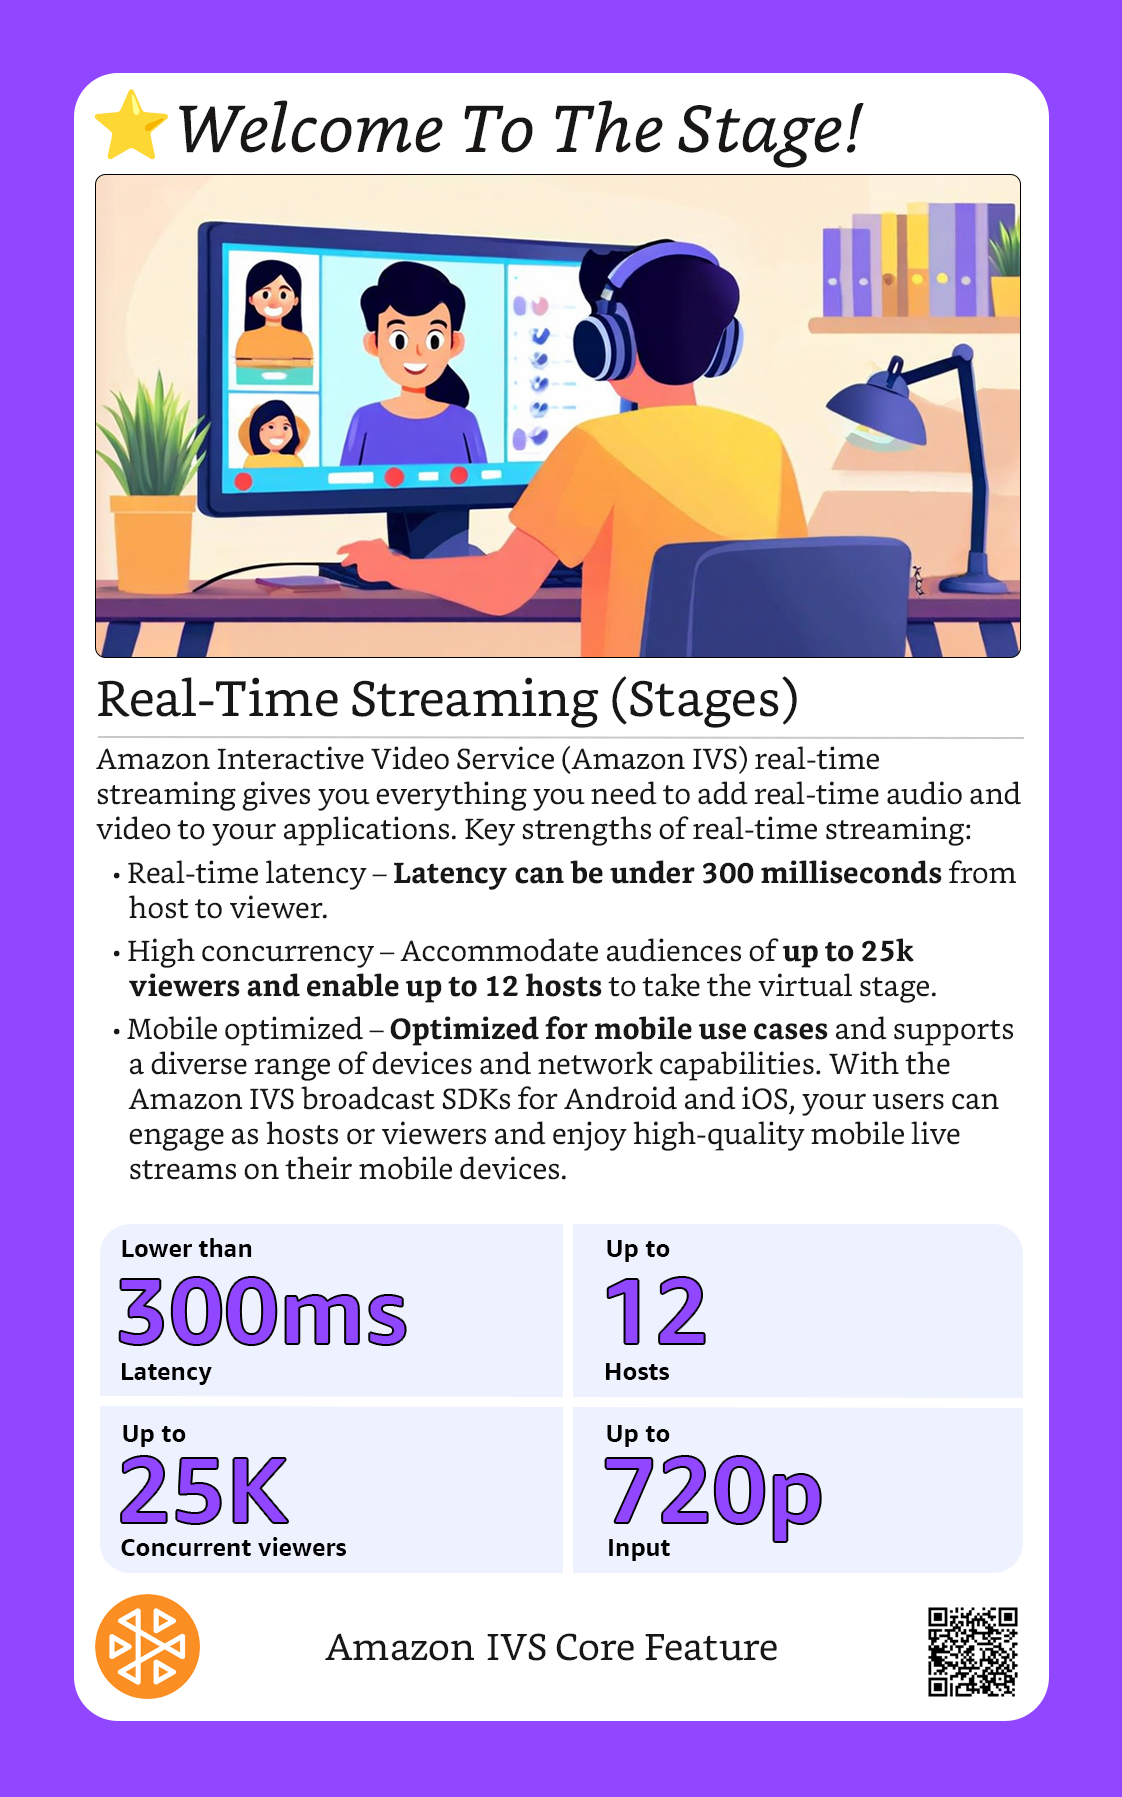 Welcome To The Stage!
Real-Time Streaming (Stages)
Amazon Interactive Video Service (Amazon IVS) real-time
streaming gives you everything you need to add real-time audio and
video to your applications. Key strengths of real-time streaming:
• Real-time latency – Latency can be under 300 milliseconds from
host to viewer.
• High concurrency – Accommodate audiences of up to 25k
viewers and enable up to 12 hosts to take the virtual stage.
• Mobile optimized – Optimized for mobile use cases and supports
a diverse range of devices and network capabilities. With the
Amazon IVS broadcast SDKs for Android and iOS, your users can
engage as hosts or viewers and enjoy high-quality mobile live
streams on their mobile devices.
Lower than
300ms
Latency
Up to
12
Hosts
Up to
25K
Concurrent viewers
Up to
720p
Input
Amazon IVS Core Feature